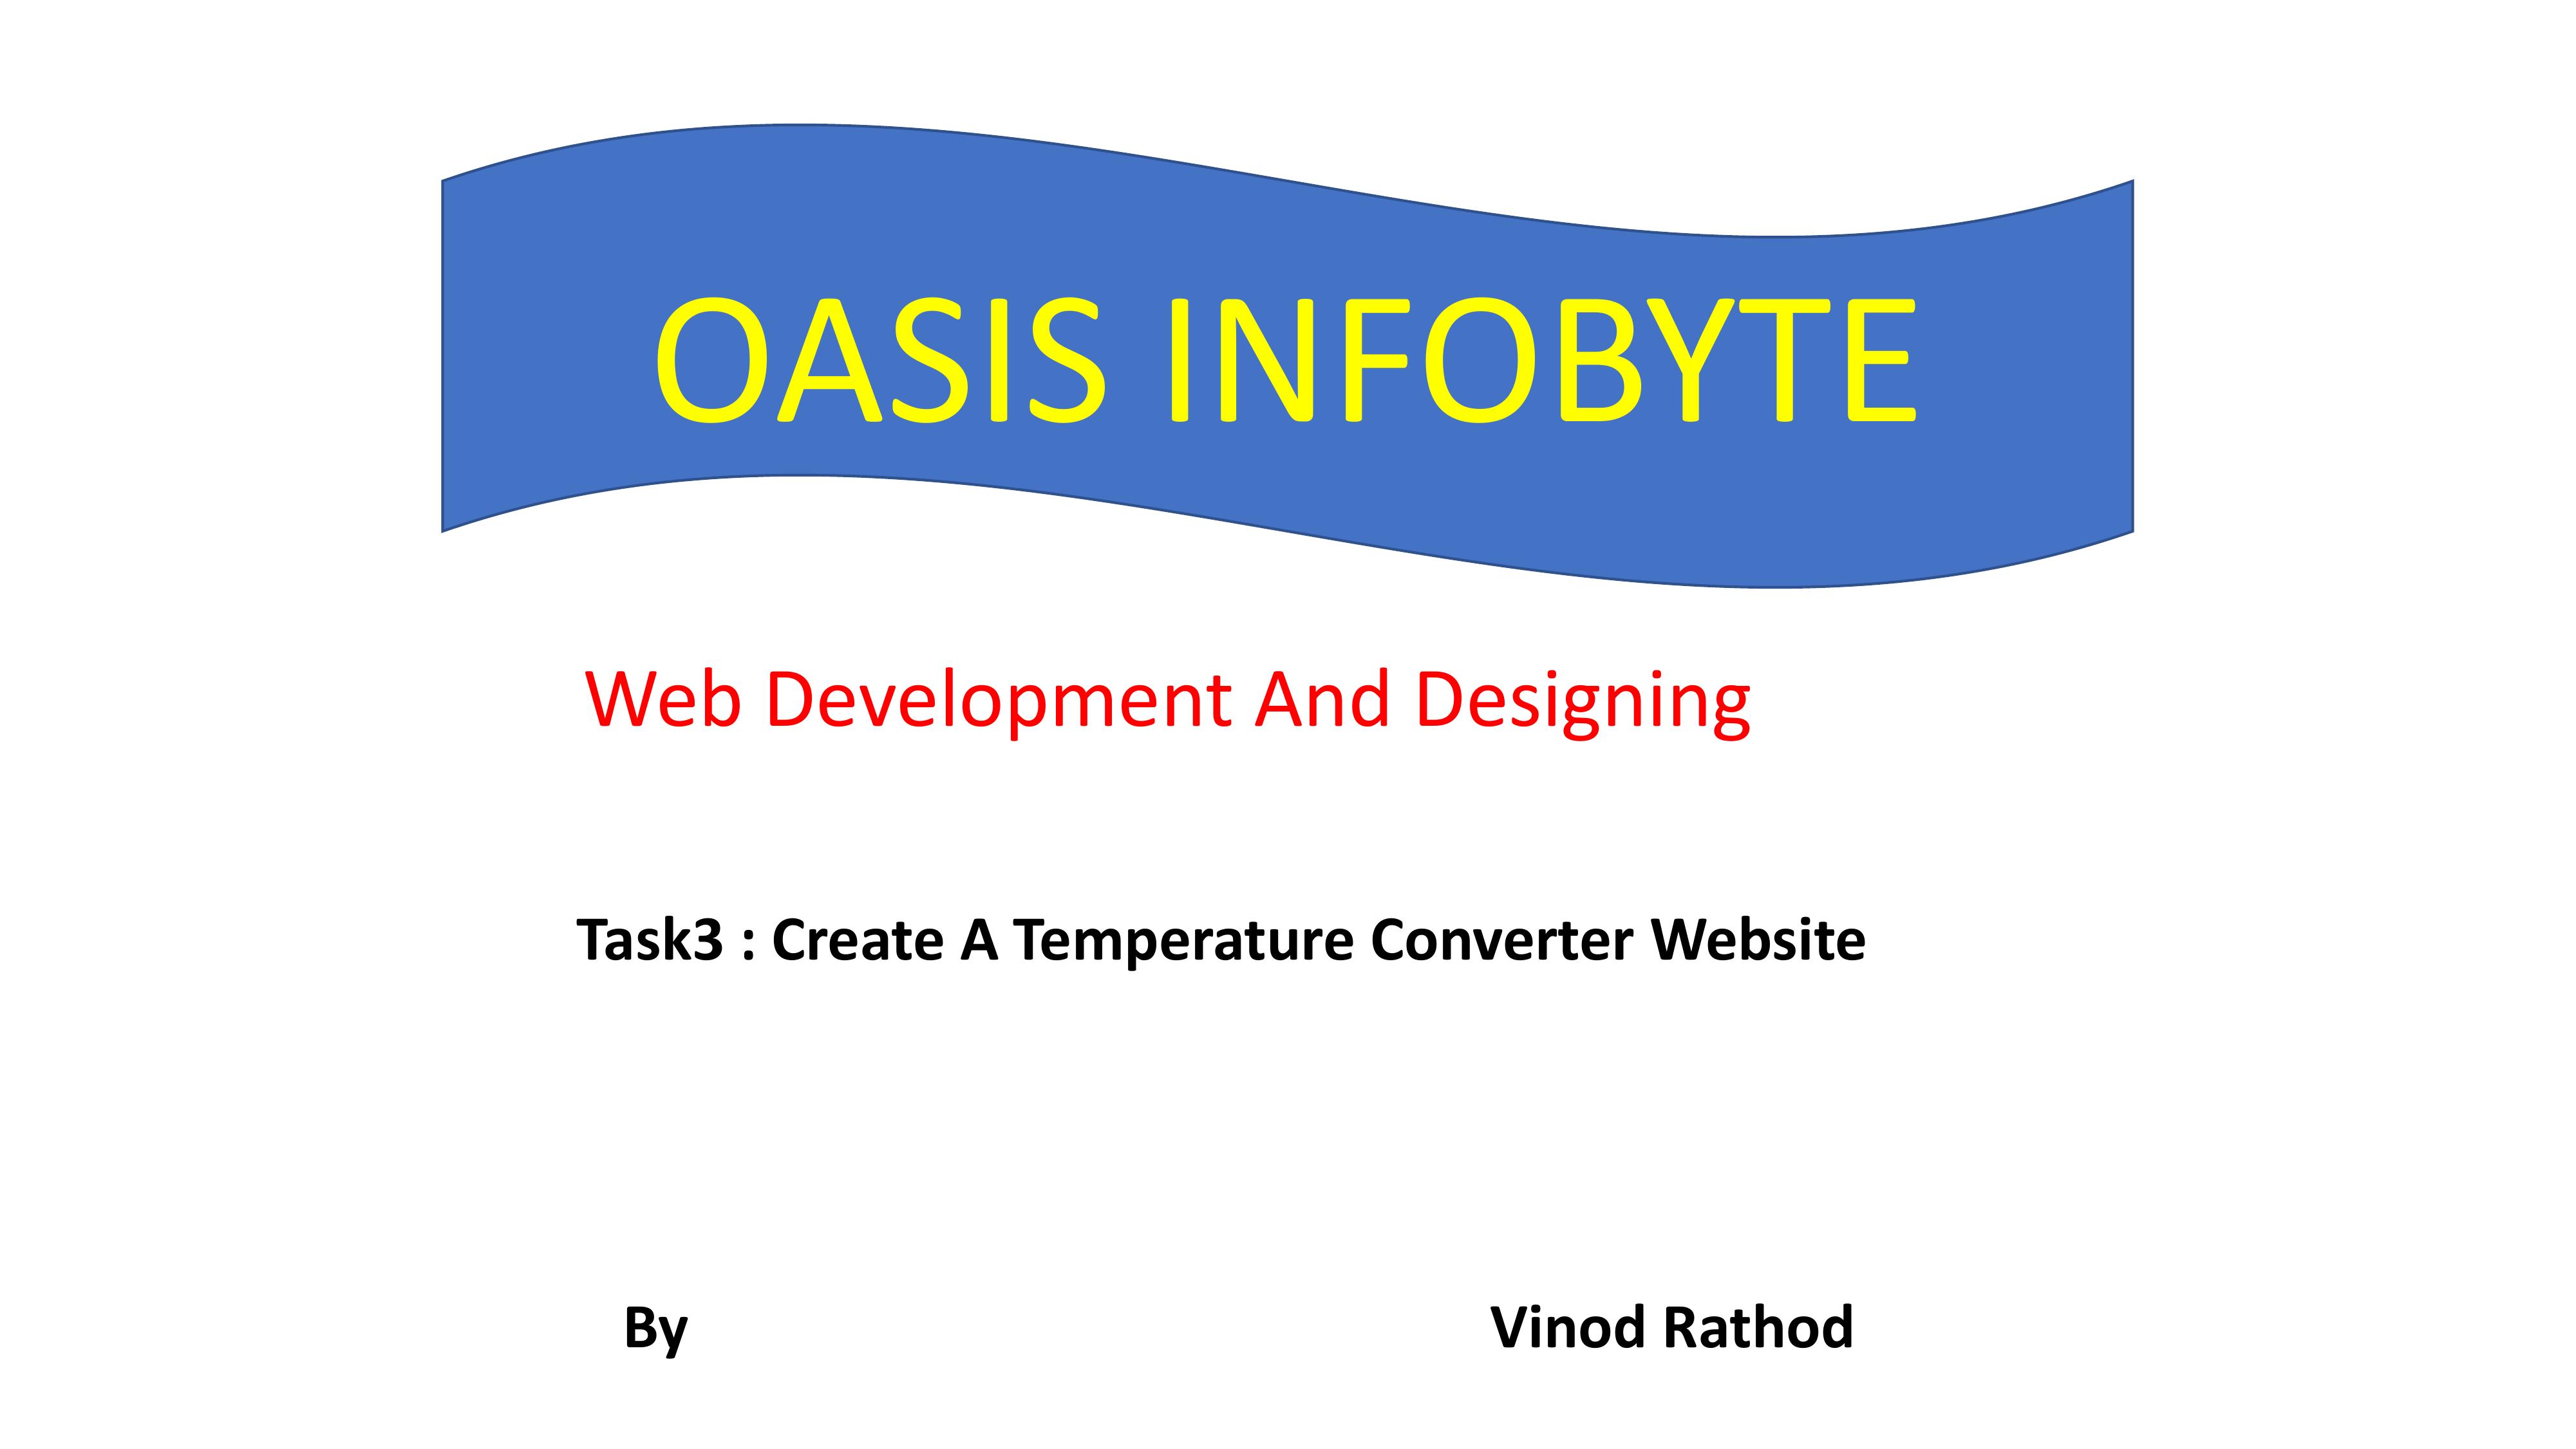 OASIS INFOBYTE
Web Development And Designing
Task3 : Create A Temperature Converter Website
By Vinod Rathod